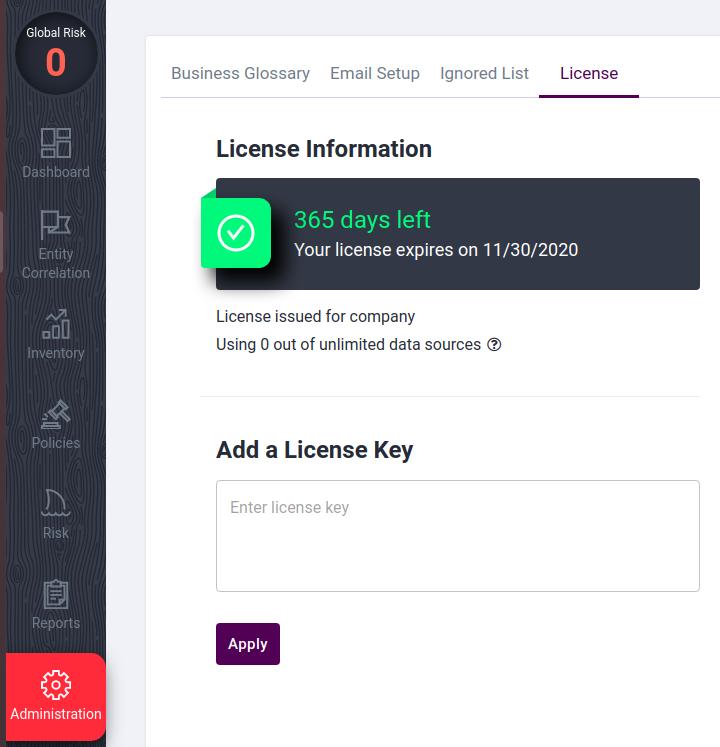 Global Risk
0
Dashboard
Entity
Correlation
Inventory
Policies
Risk
Reports
Administration
Business Glossary Email Setup Ignored List License
License Information
365 days left
Your license expires on 11/30/2020
License issued for company
Using 0 out of unlimited data sources ?
Add a License Key
Enter license key
Apply